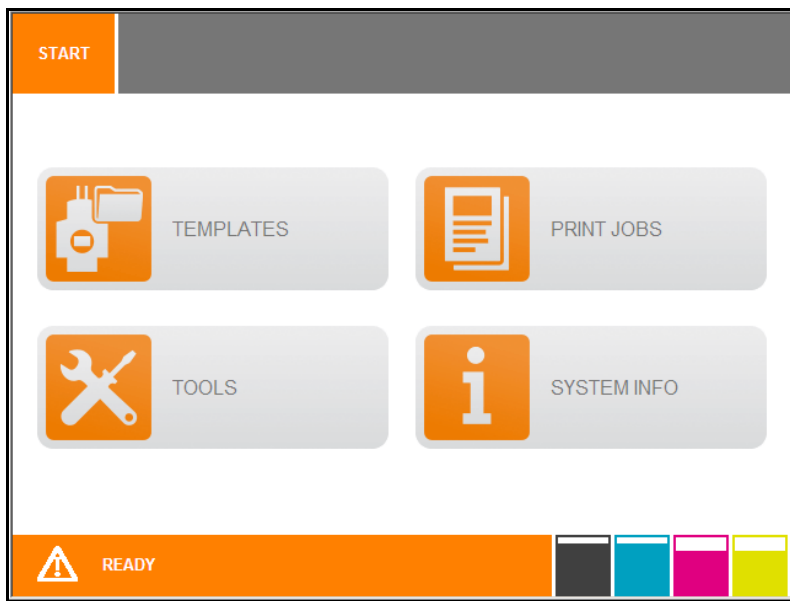 START
TEMPLATES
PRINT JOBS
TOOLS
SYSTEM INFO
READY